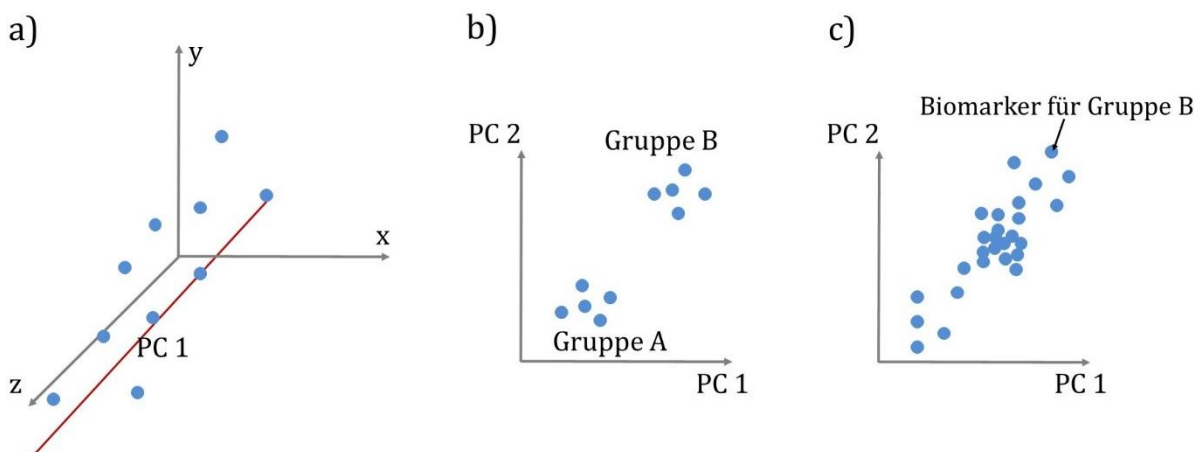 a)
y
x
PC 1
z
b)
PC 2
Gruppe B
Gruppe A
PC 1
c)
Biomarker für Gruppe B
PC 2
PC 1